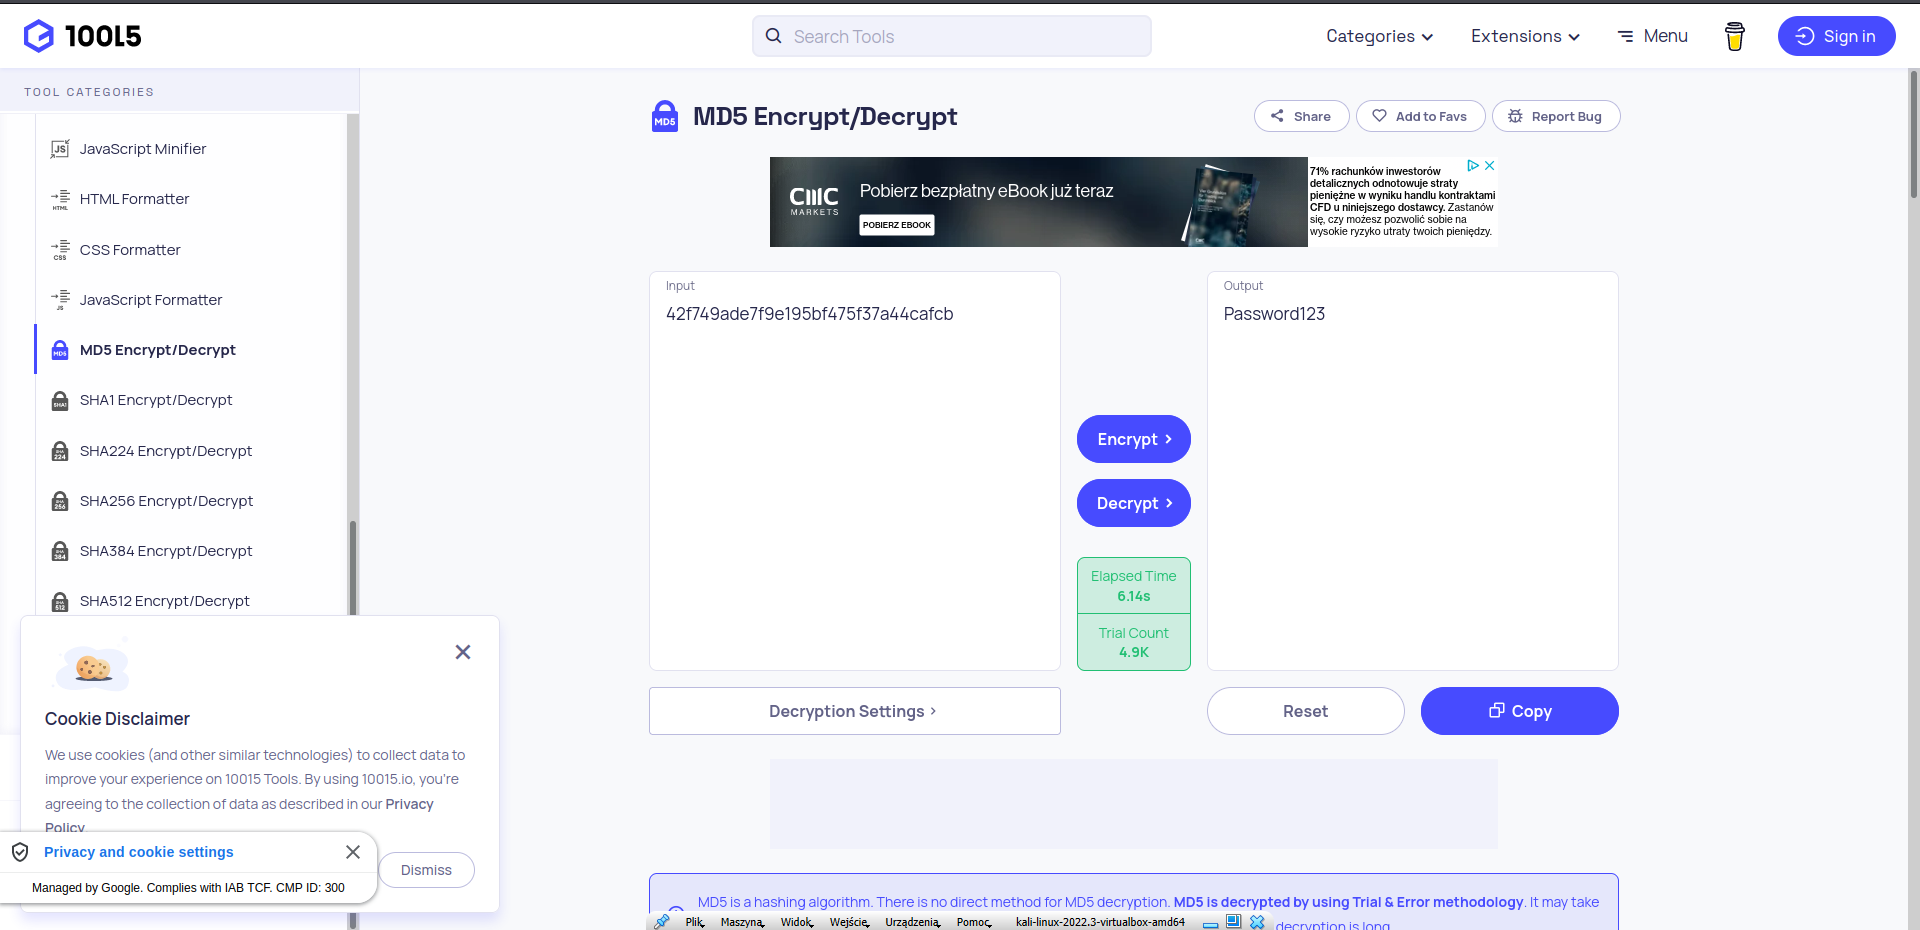 10015
Search Tools
Categories
Extensions
Menu
Sign in
TOOL CATEGORIES
JavaScript Minifier
HTML Formatter
CSS Formatter
JavaScript Formatter
MD5 Encrypt/Decrypt
SHA1 Encrypt/Decrypt
SHA224 Encrypt/Decrypt
SHA256 Encrypt/Decrypt
SHA384 Encrypt/Decrypt
SHA512 Encrypt/Decrypt
MD5
MD5 Encrypt/Decrypt
Share
Add to Favs
Report Bug
CMC
MARKETS
Pobierz bezpłatny eBook już teraz
POBIERZ EBOOK
71% rachunków inwestorów
detalicznych odnotowuje straty
pieniężne w wyniku handlu kontraktami
CFD u niniejszego dostawcy. Zastanów
się, czy możesz pozwolić sobie na
wysokie ryzyko utraty twoich pieniędzy.
Input
42f749ade7f9e195bf475f37a44cafcb
Output
Password123
Encrypt
Decrypt
Elapsed Time
6.14s
Trial Count
4.9K
Decryption Settings
Reset
Copy
Cookie Disclaimer
We use cookies (and other similar technologies) to collect data to
improve your experience on 10015 Tools. By using 10015.io, you're
agreeing to the collection of data as described in our Privacy
Policy
Privacy and cookie settings
Managed by Google. Complies with IAB TCF. CMP ID: 300
Dismiss
MD5 is a hashing algorithm. There is no direct method for MD5 decryption. MD5 is decrypted by using Trial & Error methodology. It may take
decryption is long
Plik Maszyna Widok Wejście Urządzenia Pomoc kali-linux-2022.3-virtualbox-amd64